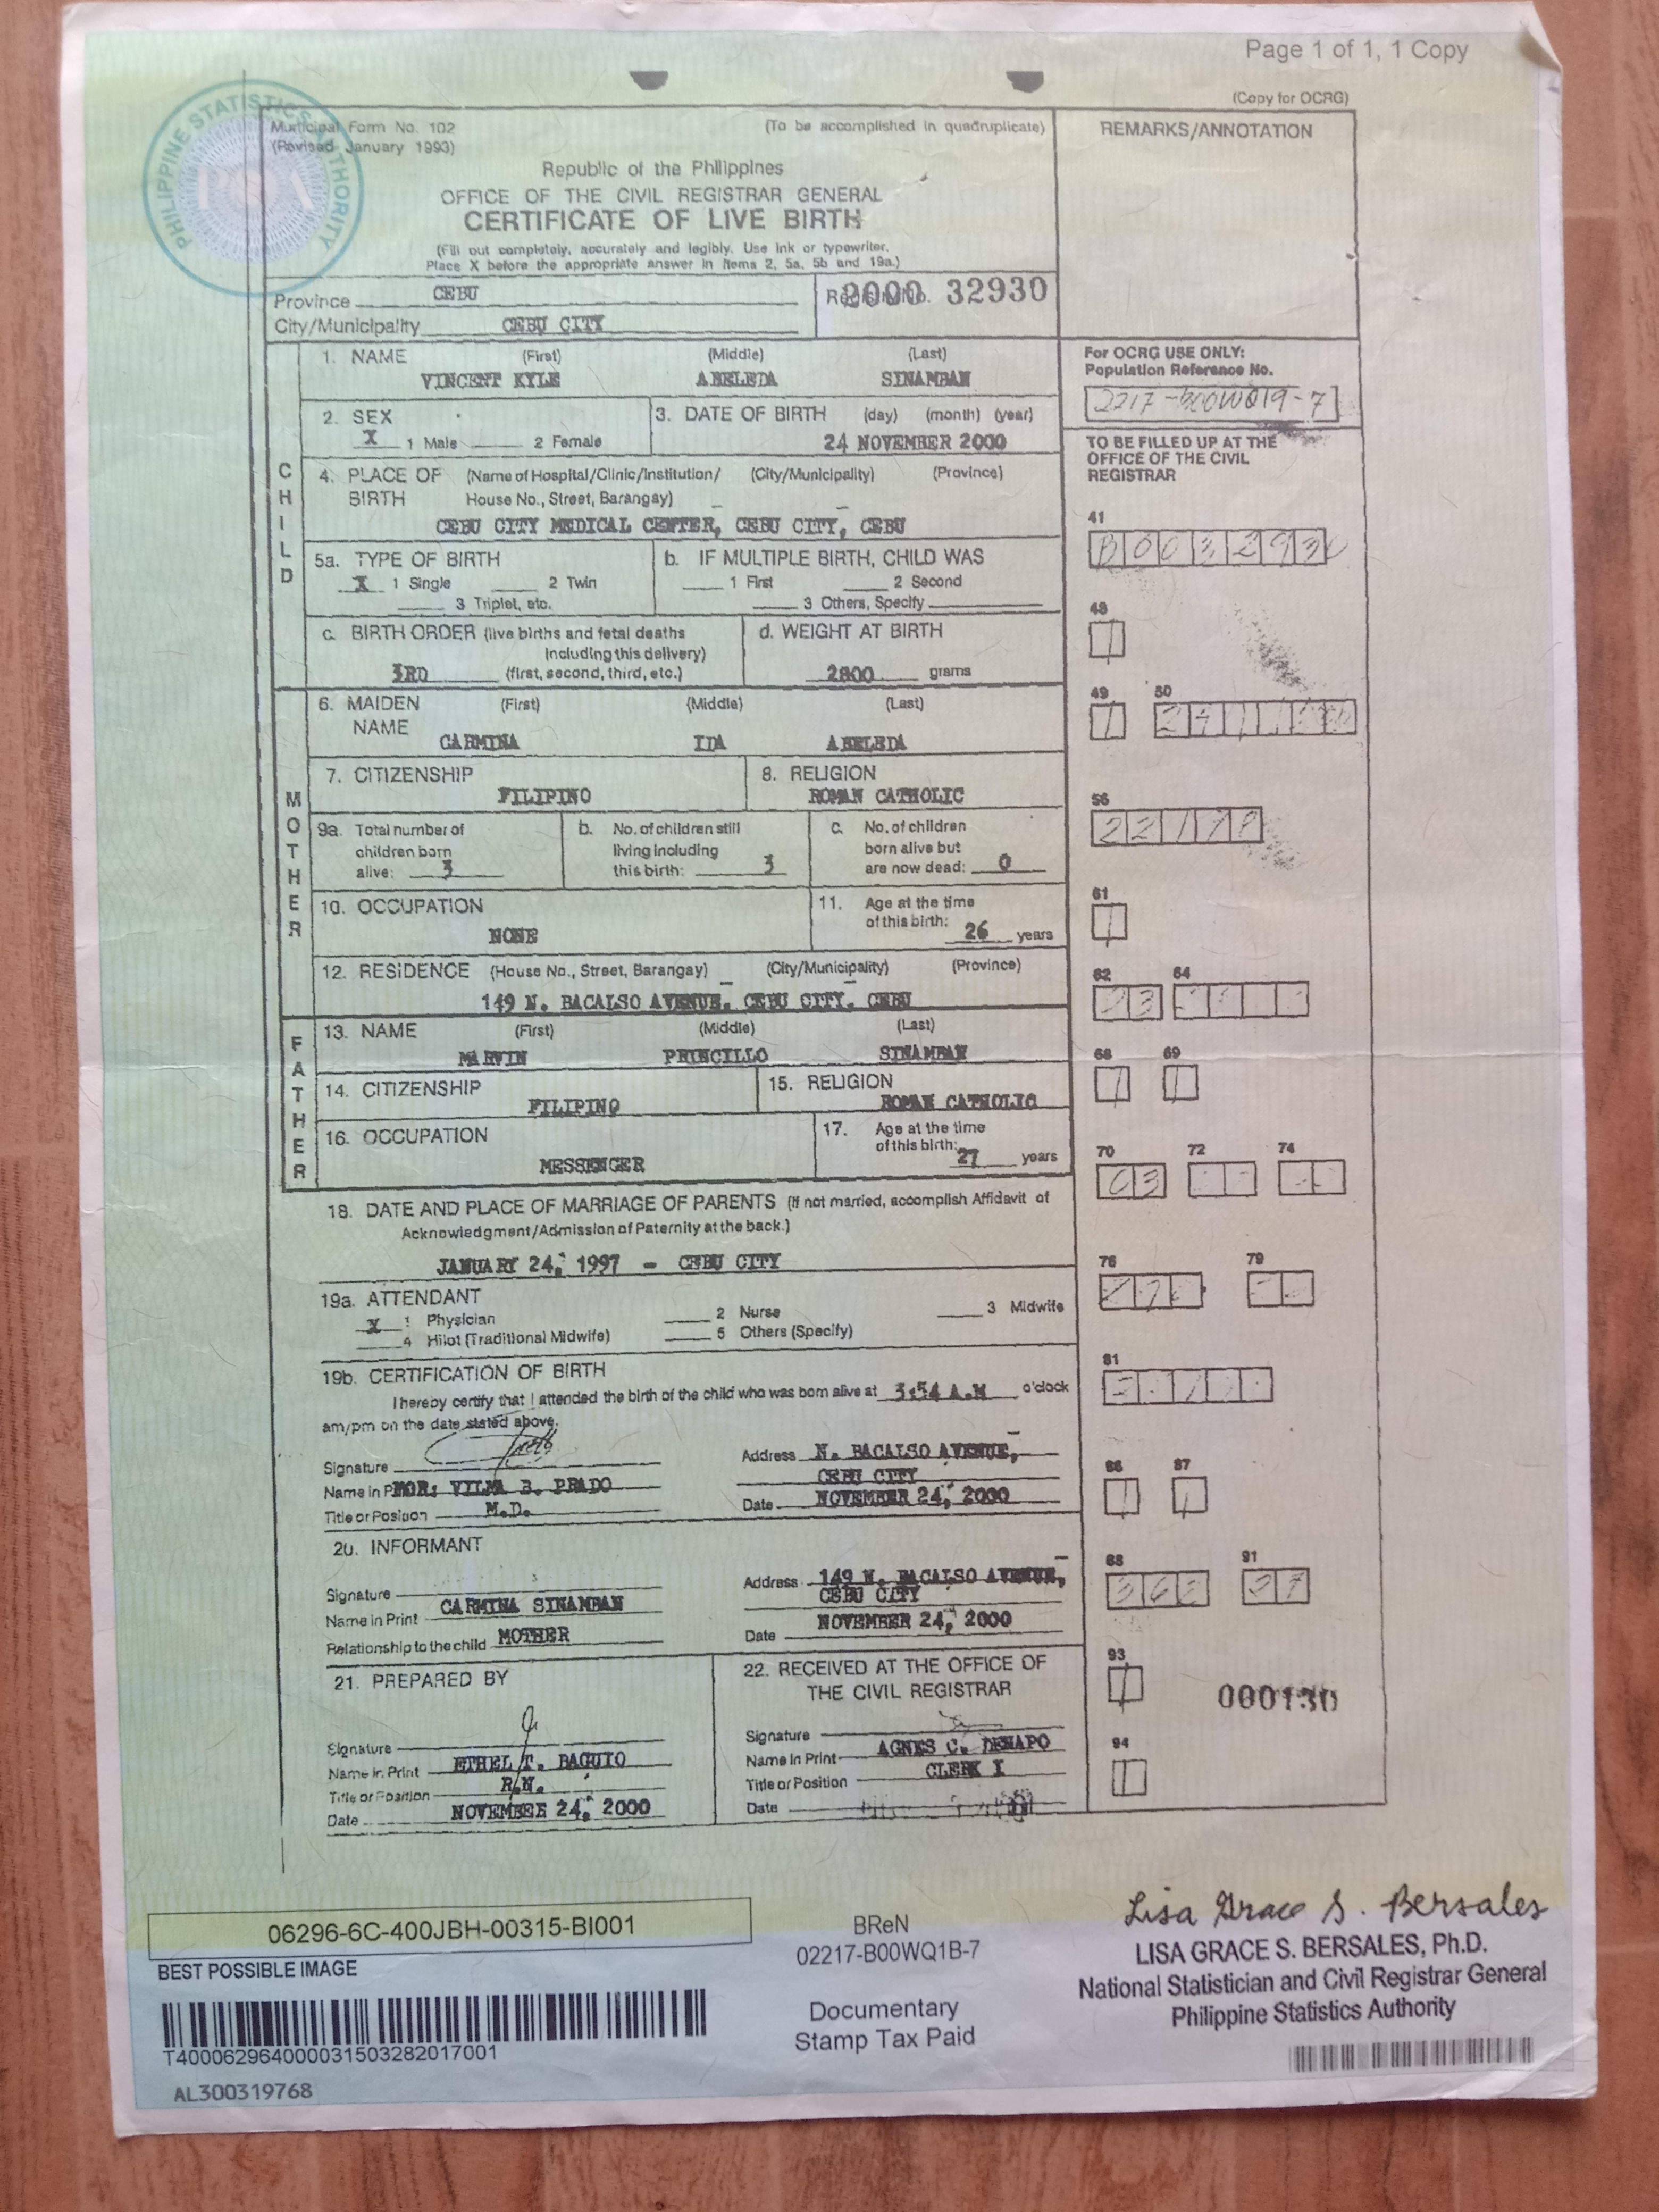 Page 1 of 1, 1 Copy
(Copy for OCRG)
PHILIPPINE STATISTICS AUTHORITY
PSA
Municipal Form No. 102
(Revised January 1993)
(To be accomplished in quadruplicate)
REMARKS/ANNOTATION
Republic of the Philippines
OFFICE OF THE CIVIL REGISTRAR GENERAL
CERTIFICATE OF LIVE BIRTH
(Fill out completely, accurately and legibly. Use ink or typewriter.
Place X before the appropriate answer in items 2, 5a, 5b and 19a.)
Province CEBU
2000 32930
City/Municipality CEBU CITY
CHILD
1. NAME (First) (Middle) (Last)
VINCENT KYLE ABELEDA SINAMBAN
For OCRG USE ONLY:
Population Reference No.
2. SEX
X 1 Male 2 Female
3. DATE OF BIRTH (day) (month) (year)
24 NOVEMBER 2000
TO BE FILLED UP AT THE
OFFICE OF THE CIVIL
REGISTRAR
4. PLACE OF (Name of Hospital/Clinic/Institution/ (City/Municipality) (Province)
BIRTH House No., Street, Barangay)
CEBU CITY MEDICAL CENTER, CEBU CITY, CEBU
41
5a. TYPE OF BIRTH
X 1 Single 2 Twin
3 Triplet, etc.
b. IF MULTIPLE BIRTH, CHILD WAS
1 First 2 Second
3 Others, Specify
48
c. BIRTH ORDER (live births and fetal deaths
including this delivery)
3RD (first, second, third, etc.)
d. WEIGHT AT BIRTH
2800 grams
49 50
MOTHER
6. MAIDEN (First) (Middle) (Last)
NAME
CARMINA IDA ABELEDA
7. CITIZENSHIP
FILIPINO
8. RELIGION
ROMAN CATHOLIC
56
9a. Total number of
children born
alive: 3
b. No. of children still
living including
this birth: 3
c. No. of children
born alive but
are now dead: 0
61
10. OCCUPATION
NONE
11. Age at the time
of this birth:
26 years
12. RESIDENCE (House No., Street, Barangay) (City/Municipality) (Province)
149 N. BACALSO AVENUE, CEBU CITY, CEBU
62 64
FATHER
13. NAME (First) (Middle) (Last)
MARVIN PRINCILLO SINAMBAN
68 69
14. CITIZENSHIP
FILIPINO
15. RELIGION
ROMAN CATHOLIC
16. OCCUPATION
MESSENGER
17. Age at the time
of this birth:
27 years
70 72 74
18. DATE AND PLACE OF MARRIAGE OF PARENTS (If not married, accomplish Affidavit of
Acknowledgment/Admission of Paternity at the back.)
JANUARY 24, 1997 - CEBU CITY
76 79
19a. ATTENDANT
X 1 Physician 2 Nurse 3 Midwife
4 Hilot (Traditional Midwife) 5 Others (Specify)
81
19b. CERTIFICATION OF BIRTH
I hereby certify that I attended the birth of the child who was born alive at 3:54 A.M o'clock
am/pm on the date stated above.
Signature
Name in Print VILMA B. PRADO
Title or Position M.D.
Address N. BACALSO AVENUE,
CEBU CITY
Date NOVEMBER 24, 2000
86 87
20. INFORMANT
Signature
Name in Print CARMINA SINAMBAN
Relationship to the child MOTHER
Address 149 N. BACALSO AVENUE,
CEBU CITY
Date NOVEMBER 24, 2000
88 91
21. PREPARED BY
Signature
Name in Print ETHEL T. BAGUIO
Title or Position R.N.
Date NOVEMBER 24, 2000
22. RECEIVED AT THE OFFICE OF
THE CIVIL REGISTRAR
Signature
Name in Print AGNES C. DENAPO
Title or Position CLERK I
Date
93
000130
94
06296-6C-400JBH-00315-BI001
BEST POSSIBLE IMAGE
T400062964000031503282017001
AL300319768
BReN
02217-B00WQ1B-7
Documentary
Stamp Tax Paid
Lisa Grace S. Bersales
LISA GRACE S. BERSALES, Ph.D.
National Statistician and Civil Registrar General
Philippine Statistics Authority